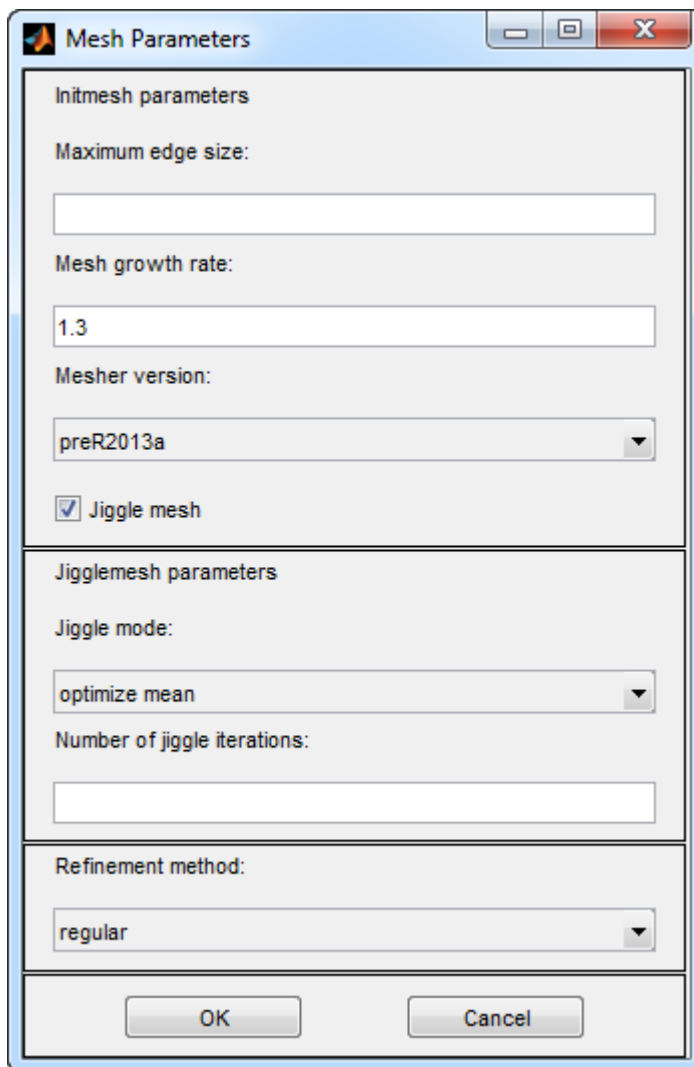 Mesh Parameters
Initmesh parameters
Maximum edge size:
Mesh growth rate:
1.3
Mesher version:
preR2013a
Jiggle mesh
Jigglemesh parameters
Jiggle mode:
optimize mean
Number of jiggle iterations:
Refinement method:
regular
OK Cancel